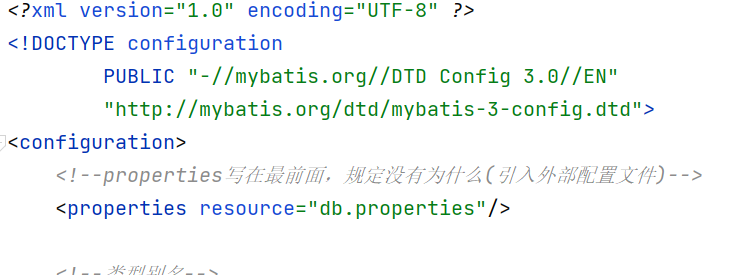 <?xml version="1.0" encoding="UTF-8" ?>
<!DOCTYPE configuration
        PUBLIC "-//mybatis.org//DTD Config 3.0//EN"
        "http://mybatis.org/dtd/mybatis-3-config.dtd">
<configuration>
    <!--properties写在最前面，规定没有为什么(引入外部配置文件)-->
    <properties resource="db.properties"/>
    <!--类型别名-->